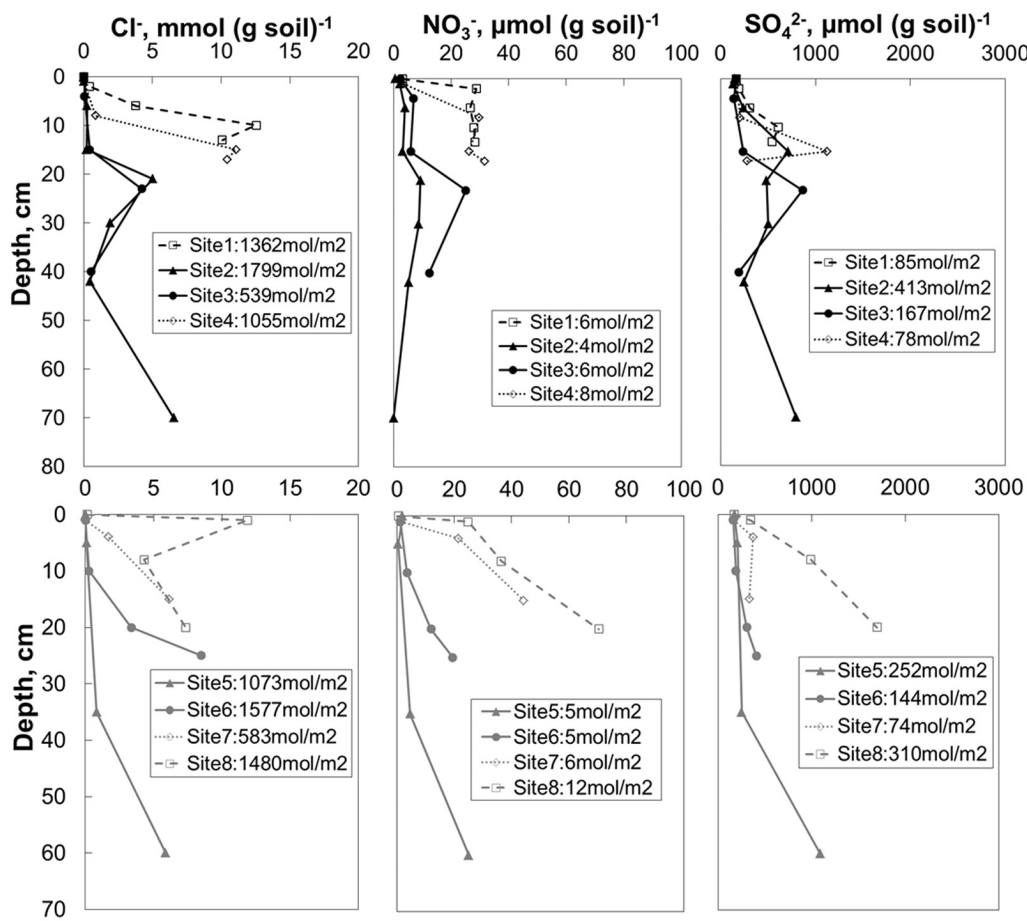 Cl⁻, mmol (g soil)⁻¹
NO₃⁻, µmol (g soil)⁻¹
SO₄²⁻, µmol (g soil)⁻¹
0 5 10 15 20
0 20 40 60 80 100
0 1000 2000 3000
Depth, cm
0
10
20
30
40
50
60
70
80
Site1:1362mol/m2
Site2:1799mol/m2
Site3:539mol/m2
Site4:1055mol/m2
Site1:6mol/m2
Site2:4mol/m2
Site3:6mol/m2
Site4:8mol/m2
Site1:85mol/m2
Site2:413mol/m2
Site3:167mol/m2
Site4:78mol/m2
0 5 10 15 20
0 20 40 60 80 100
0 1000 2000 3000
Depth, cm
0
10
20
30
40
50
60
70
Site5:1073mol/m2
Site6:1577mol/m2
Site7:583mol/m2
Site8:1480mol/m2
Site5:5mol/m2
Site6:5mol/m2
Site7:6mol/m2
Site8:12mol/m2
Site5:252mol/m2
Site6:144mol/m2
Site7:74mol/m2
Site8:310mol/m2